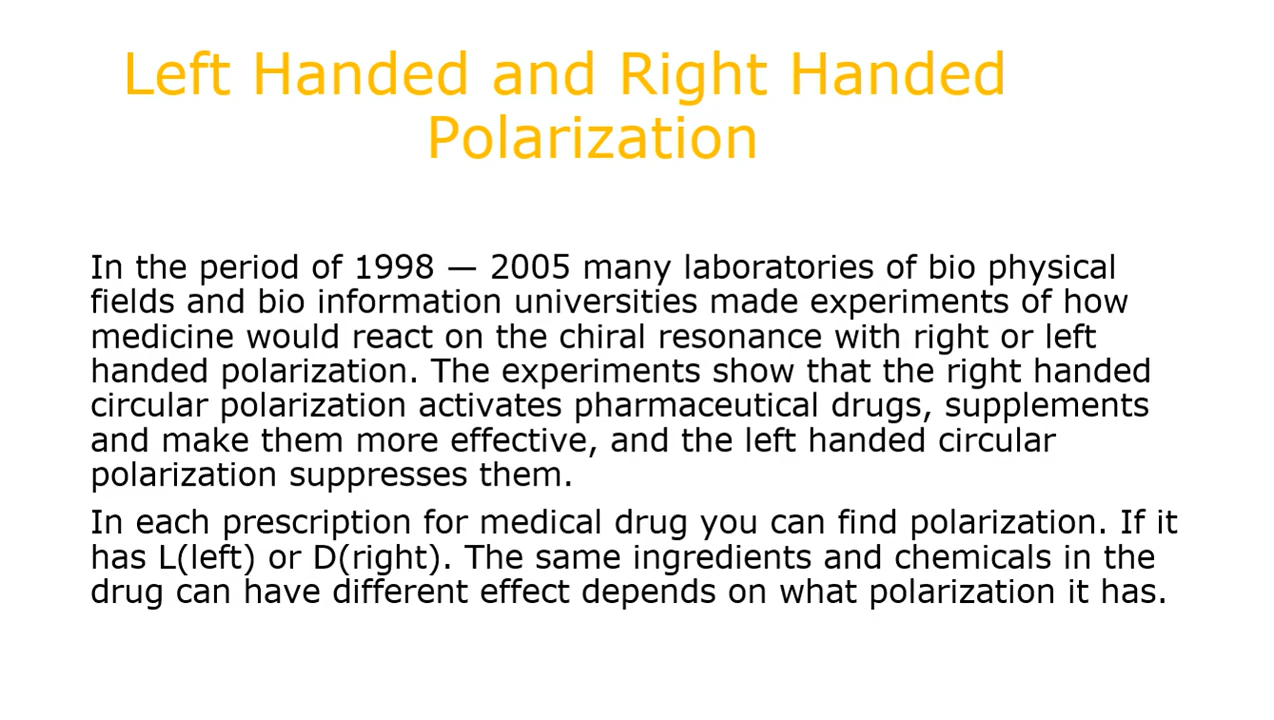 Left Handed and Right Handed
Polarization
In the period of 1998 — 2005 many laboratories of bio physical
fields and bio information universities made experiments of how
medicine would react on the chiral resonance with right or left
handed polarization. The experiments show that the right handed
circular polarization activates pharmaceutical drugs, supplements
and make them more effective, and the left handed circular
polarization suppresses them.
In each prescription for medical drug you can find polarization. If it
has L(left) or D(right). The same ingredients and chemicals in the
drug can have different effect depends on what polarization it has.